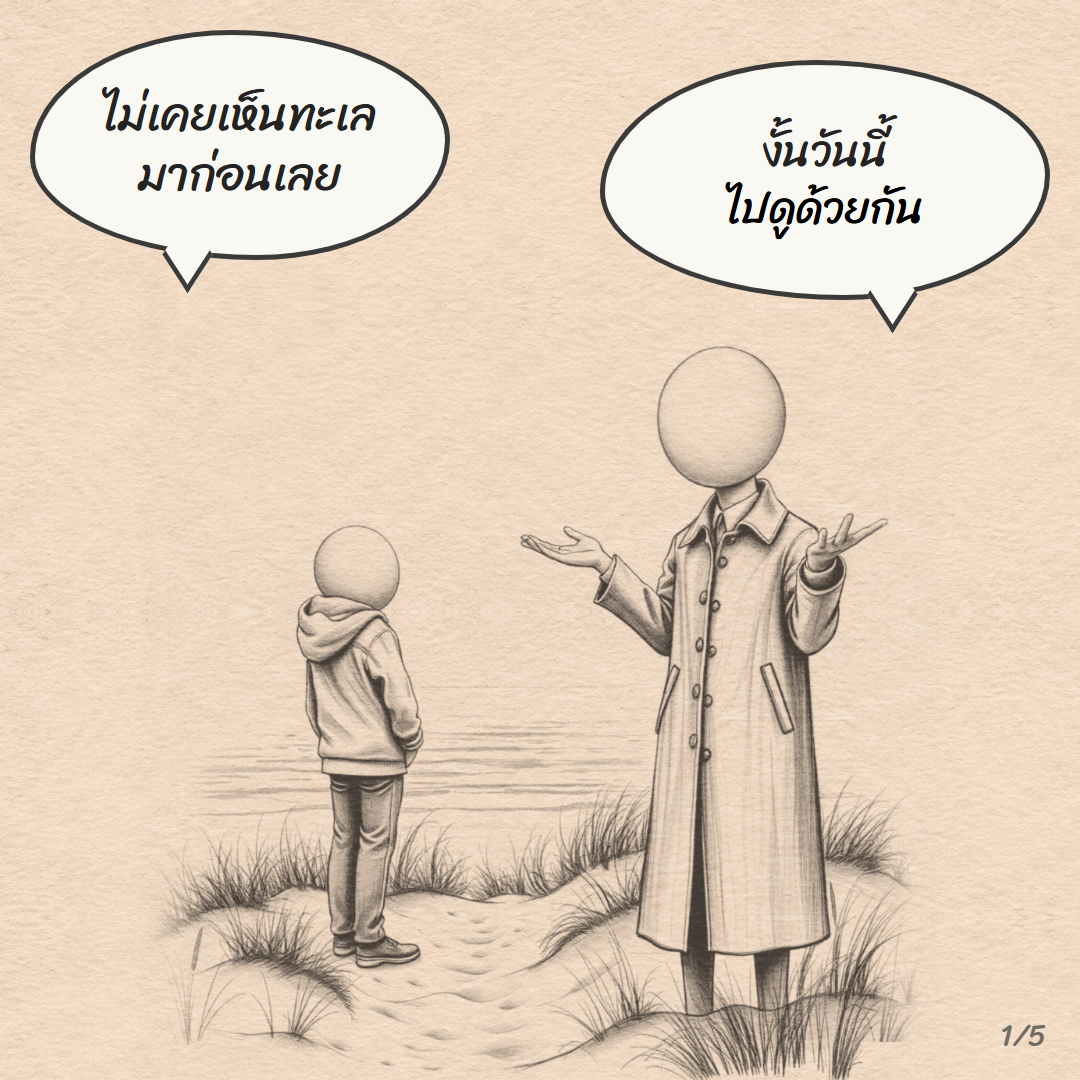 ไม่เคยเห็นทะเล
มาก่อนเลย
งั้นวันนี้
ไปดูด้วยกัน
1/5